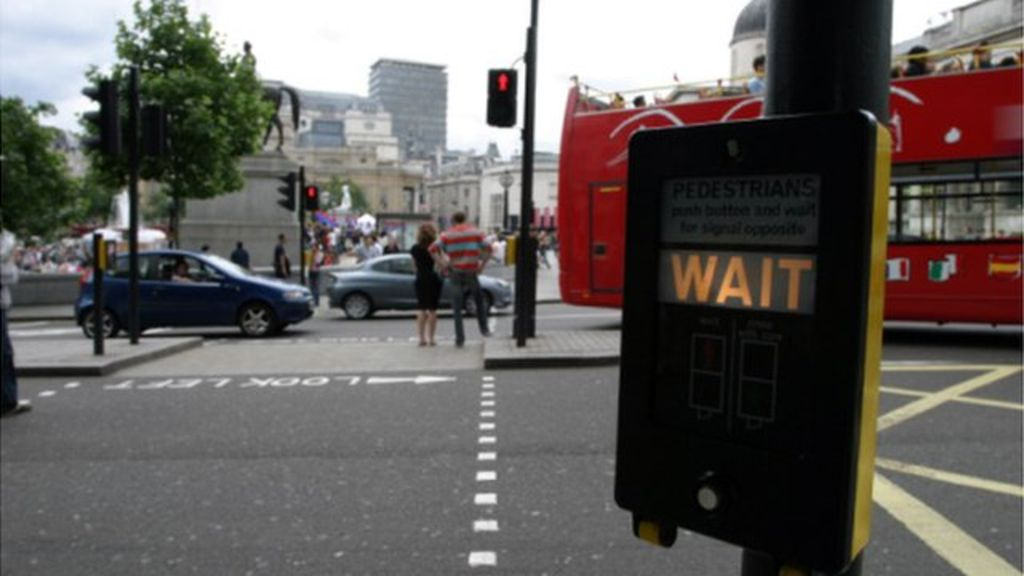 PEDESTRIANS
push button and wait
for signal opposite
WAIT
LOOK LEFT